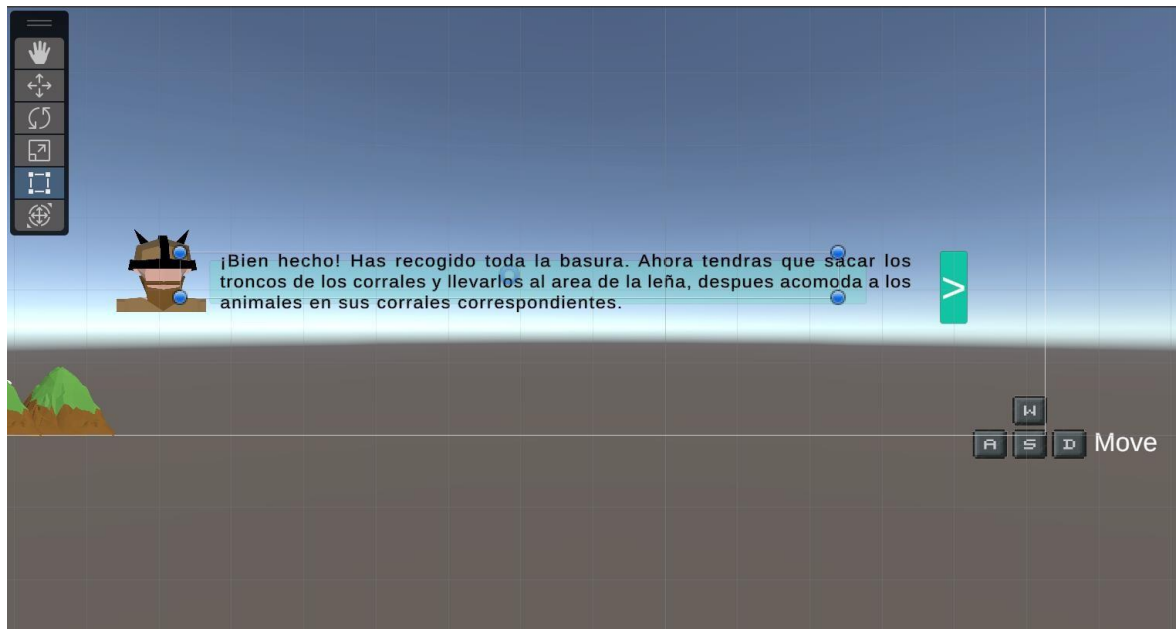 ¡Bien hecho! Has recogido toda la basura. Ahora tendras que sacar los
troncos de los corrales y llevarlos al area de la leña, despues acomoda a los
animales en sus corrales correspondientes.
>
W
A S D Move